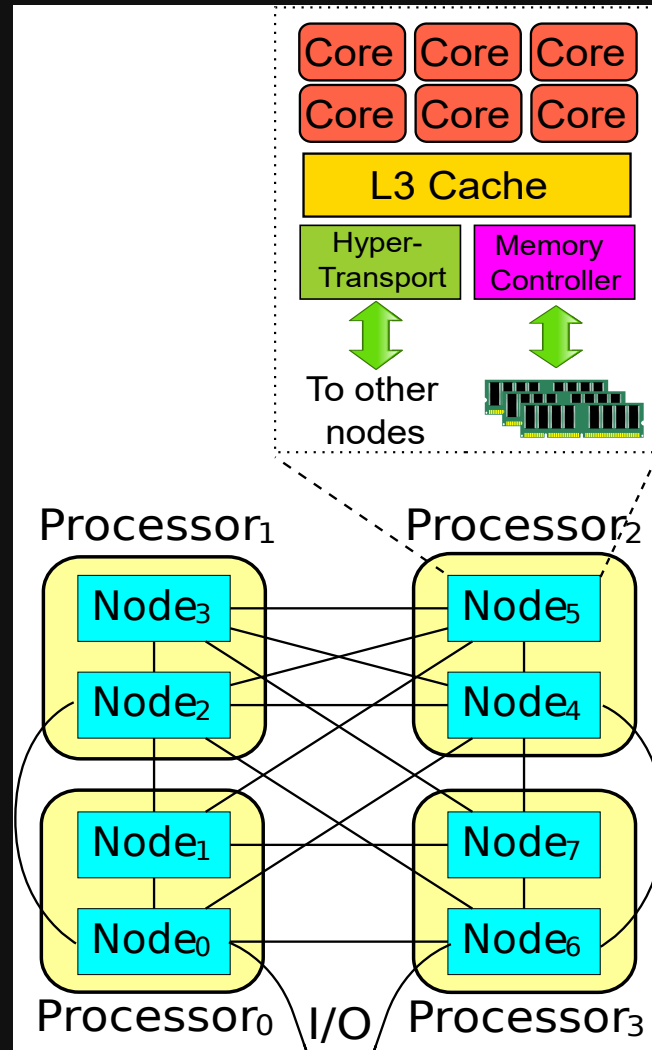 Core Core Core
Core Core Core
L3 Cache
Hyper-
Transport
Memory
Controller
To other
nodes
Processor₁
Processor₂
Node₃
Node₅
Node₂
Node₄
Node₁
Node₇
Node₀
Node₆
Processor₀
I/O
Processor₃